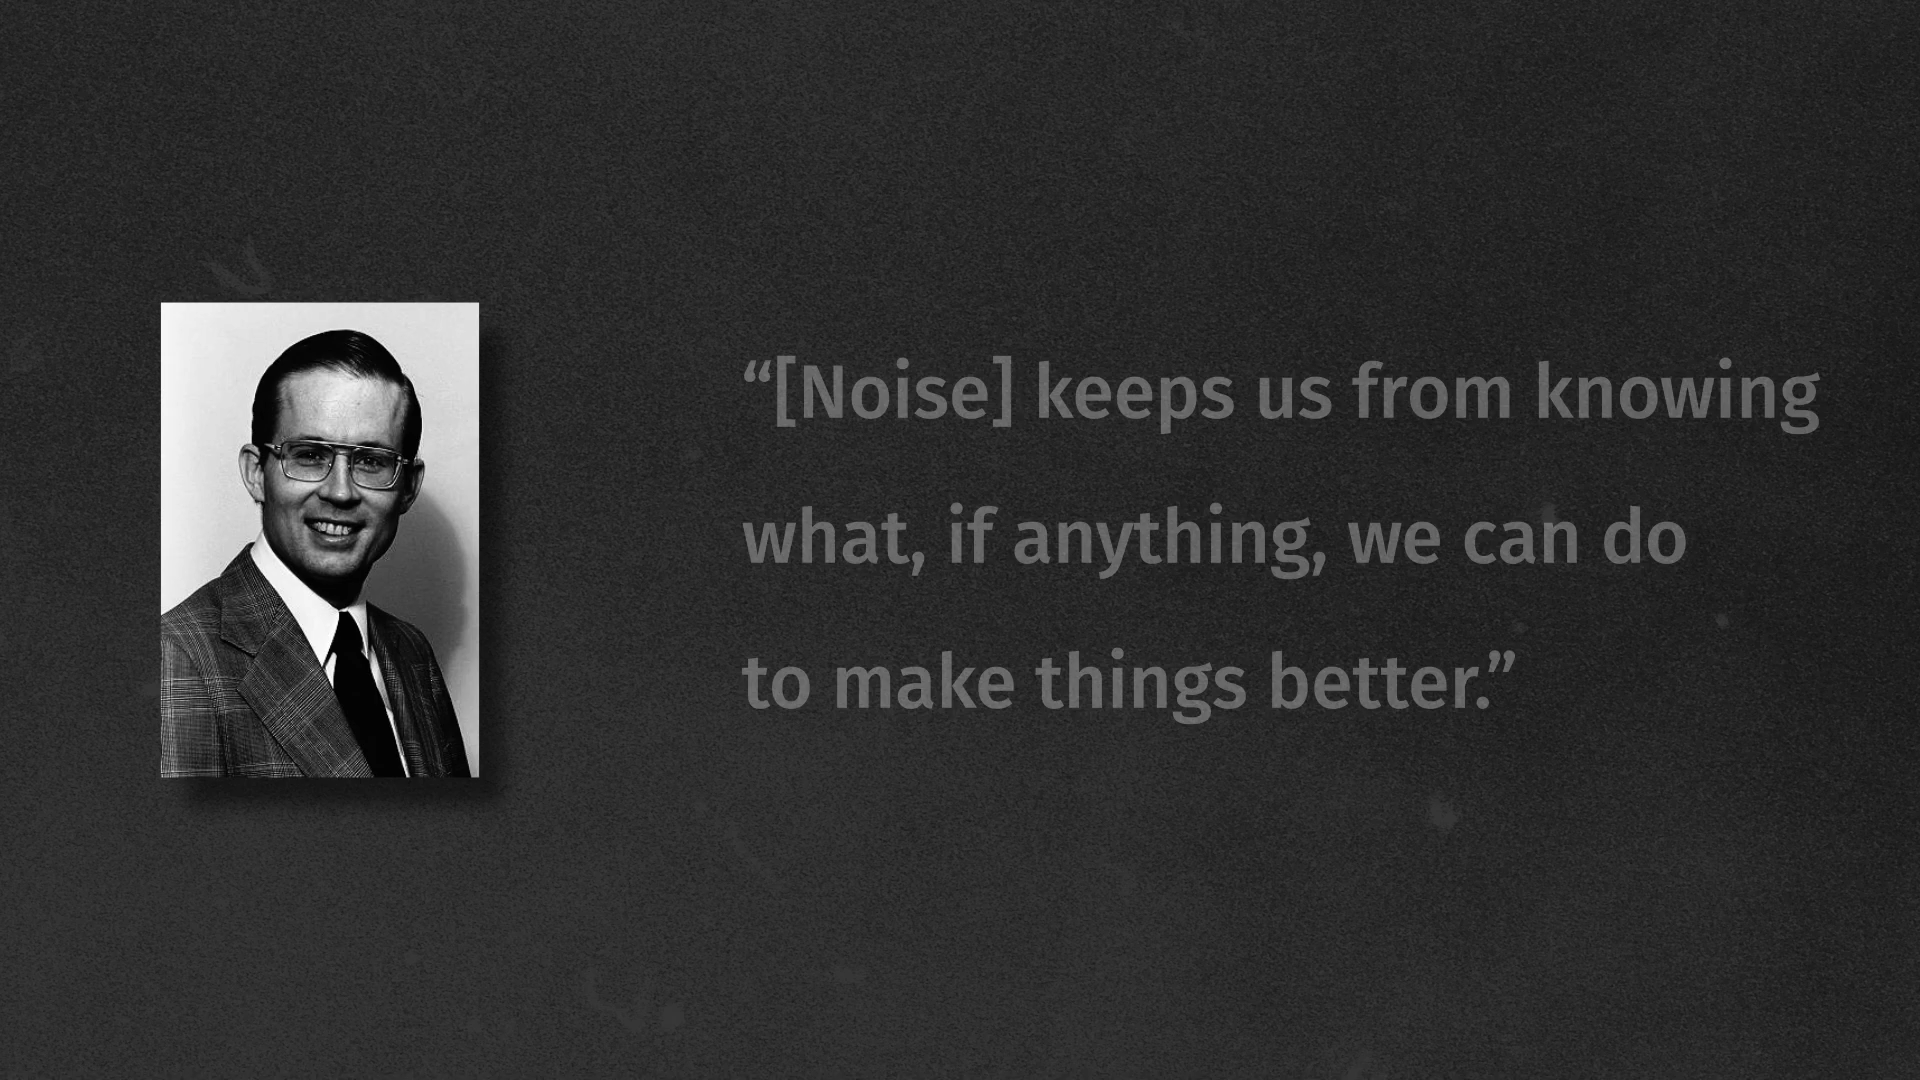 “[Noise] keeps us from knowing
what, if anything, we can do
to make things better.”